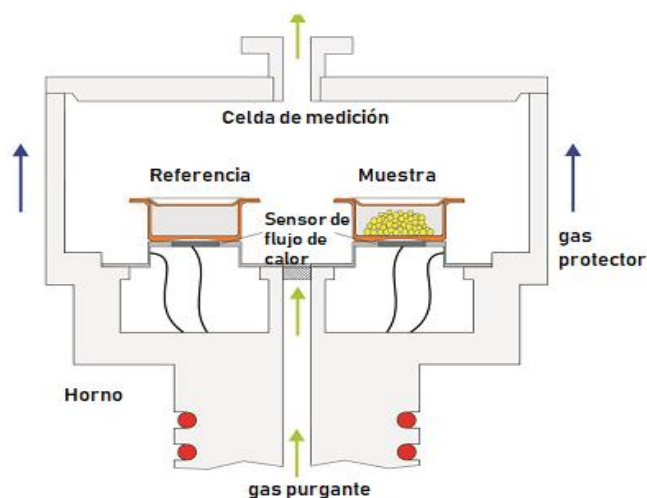 Celda de medición
Referencia
Muestra
Sensor de
flujo de
calor
gas
protector
Horno
gas purgante